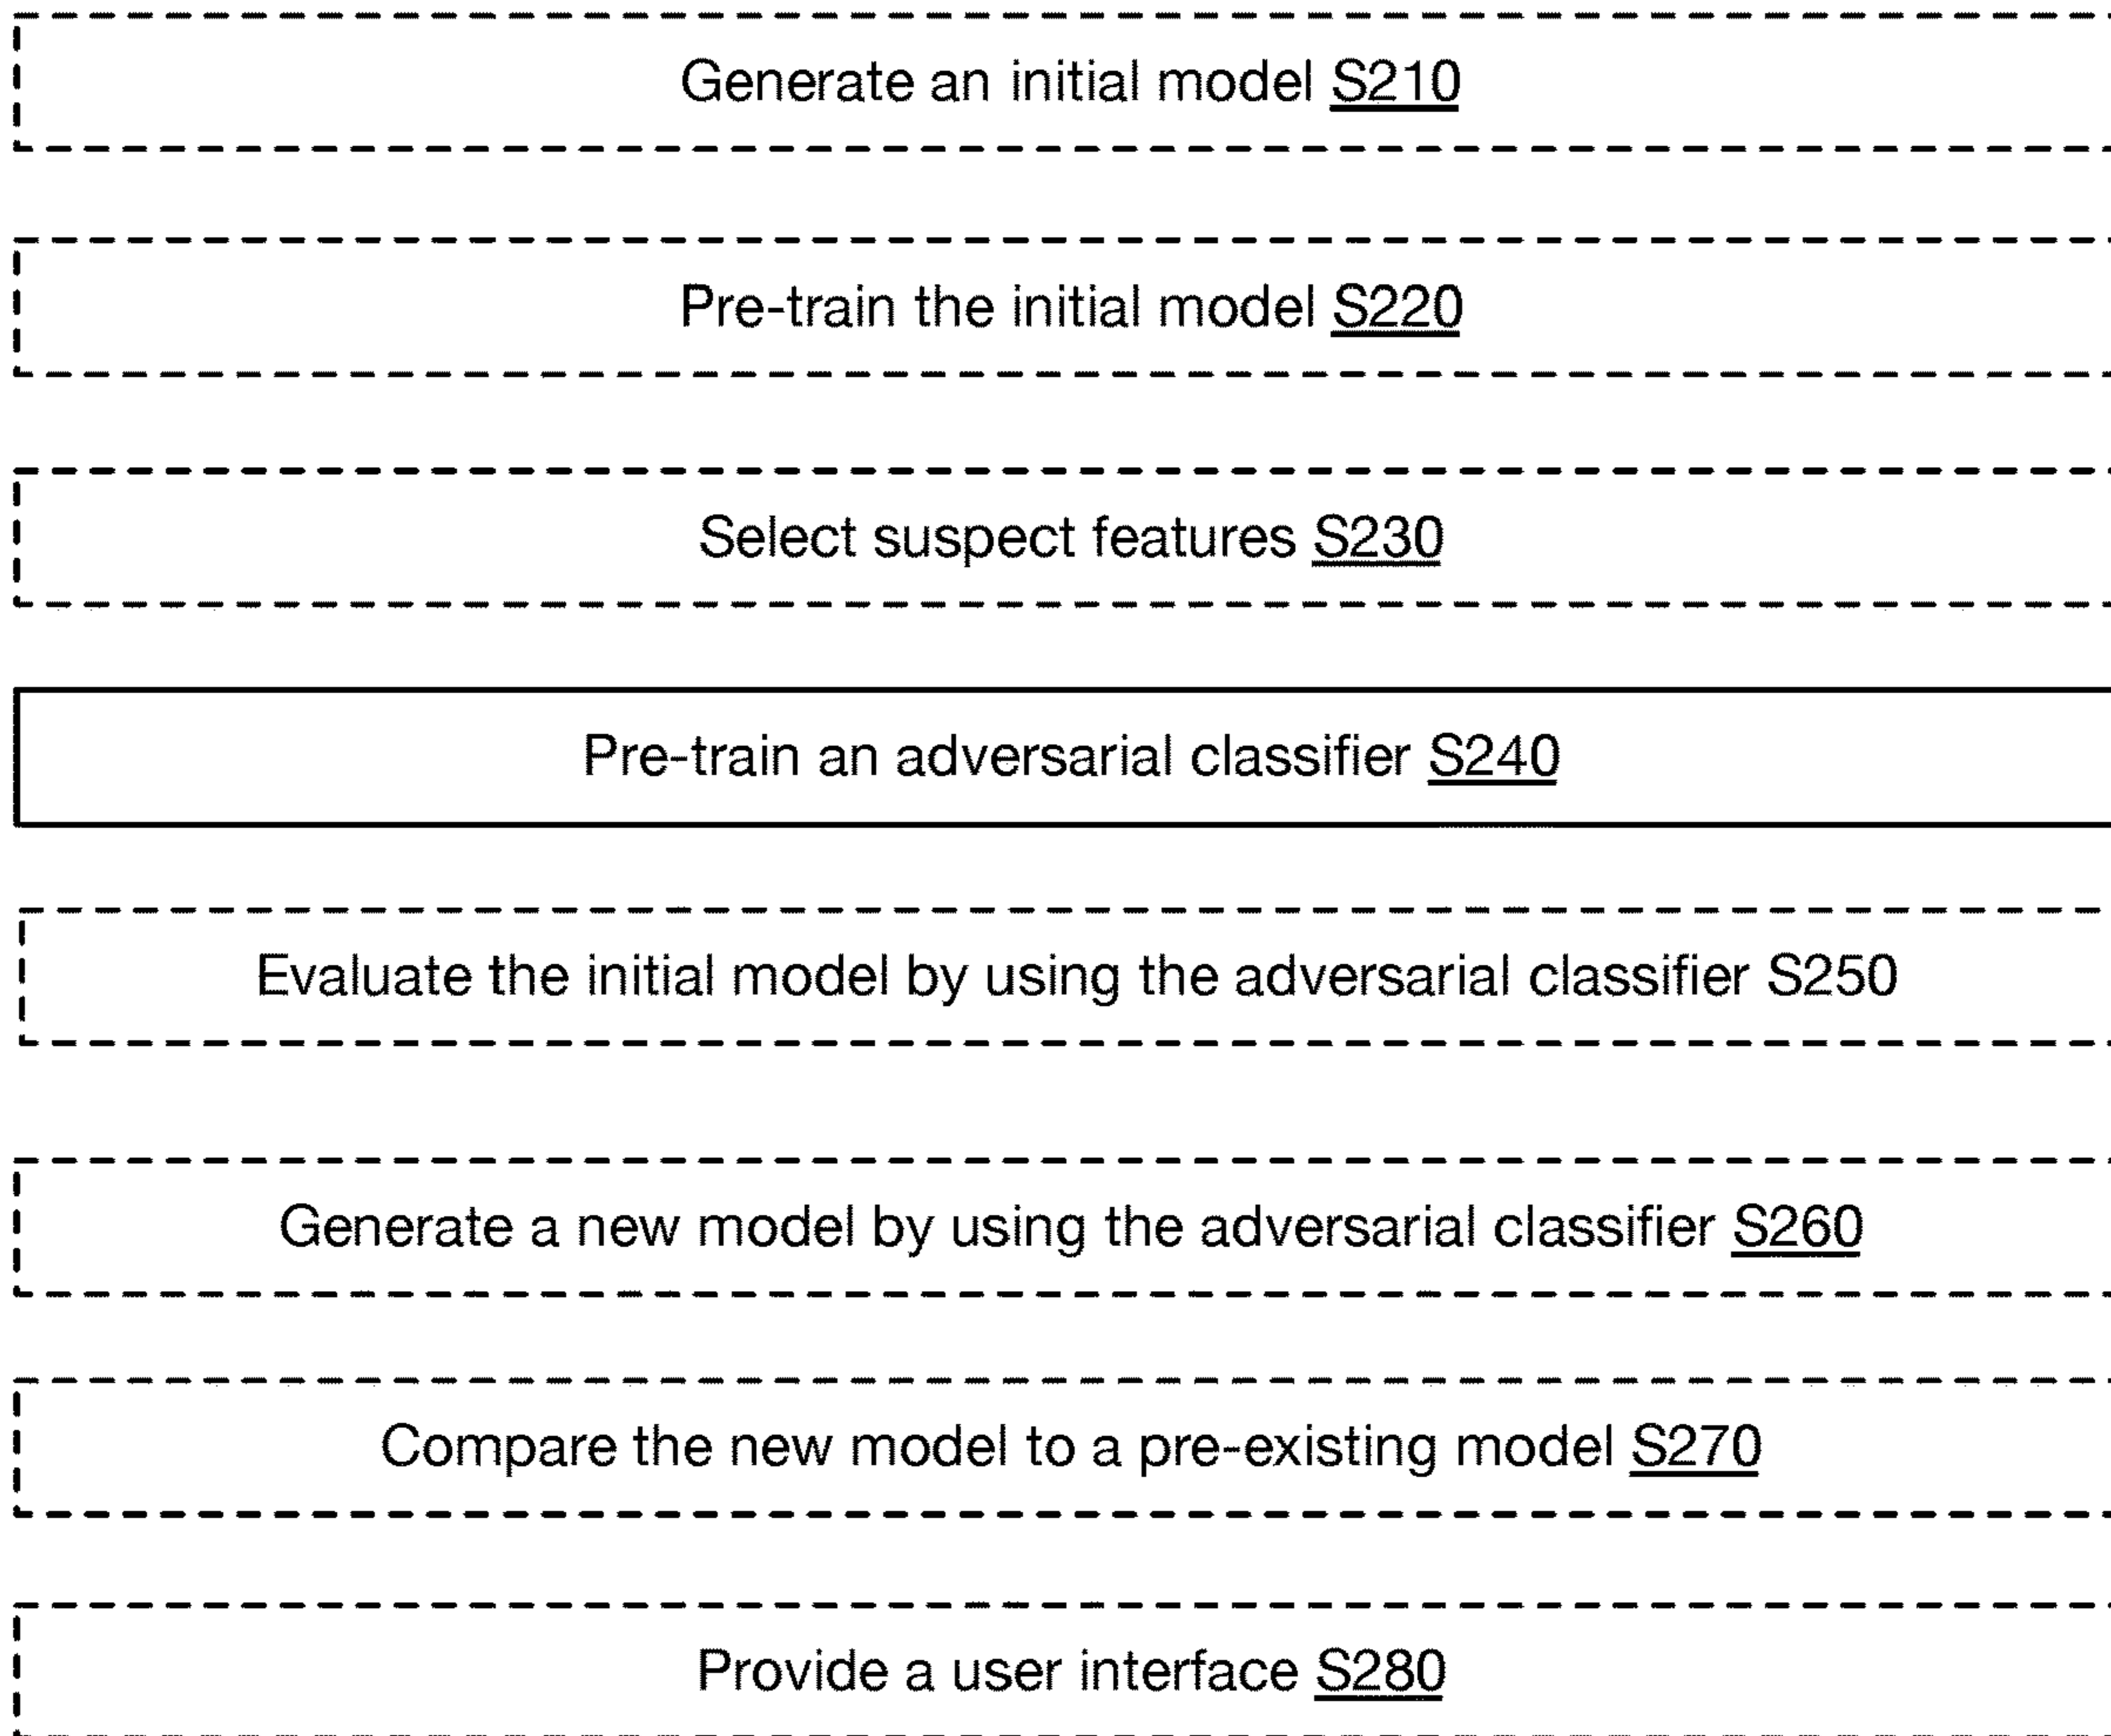 Generate an initial model S210
Pre-train the initial model S220
Select suspect features S230
Pre-train an adversarial classifier S240
Evaluate the initial model by using the adversarial classifier S250
Generate a new model by using the adversarial classifier S260
Compare the new model to a pre-existing model S270
Provide a user interface S280